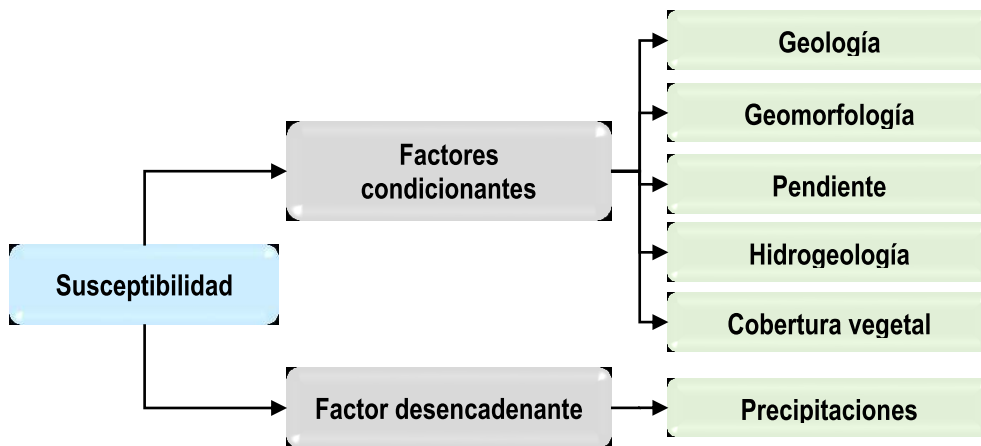 Geología
Geomorfología
Factores
condicionantes
Pendiente
Hidrogeología
Susceptibilidad
Cobertura vegetal
Factor desencadenante
Precipitaciones